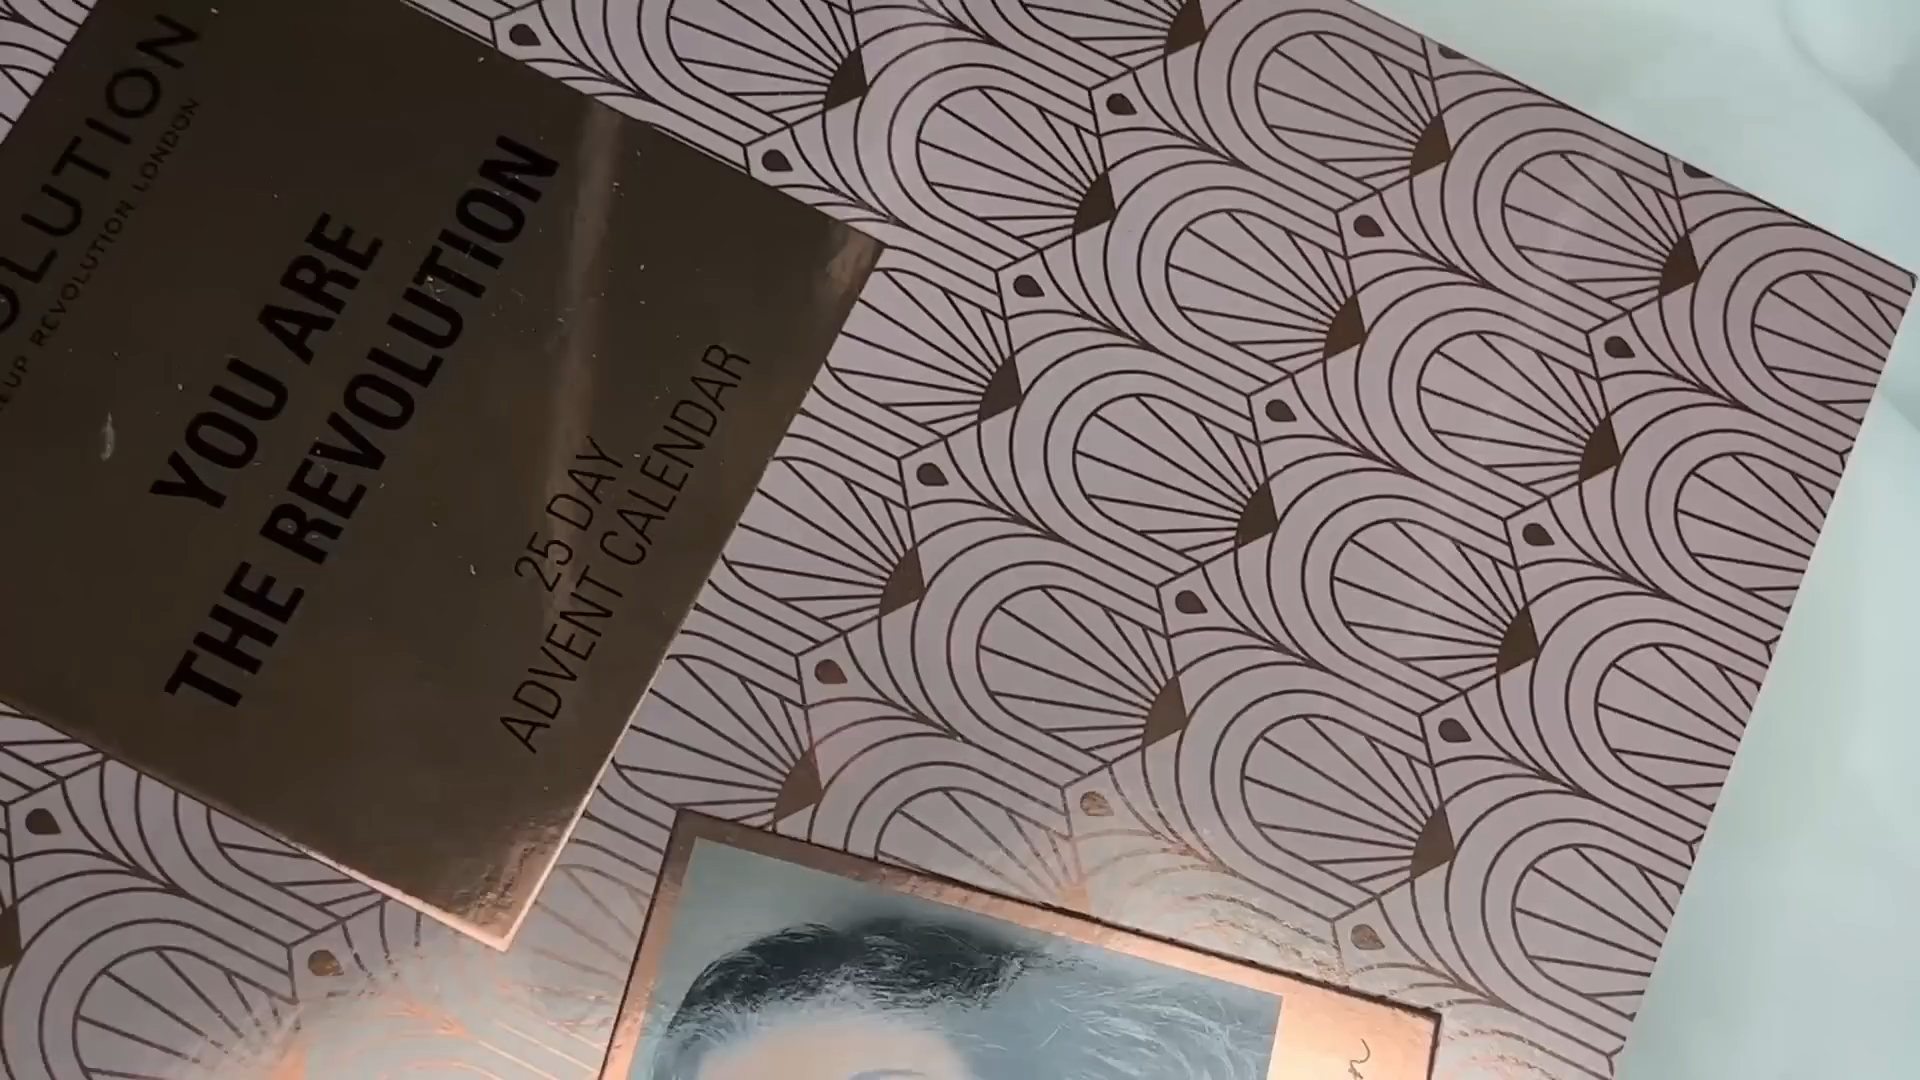 OLUTION
UP REVOLUTION LONDON
YOU ARE
THE REVOLUTION
25 DAY
ADVENT CALENDAR